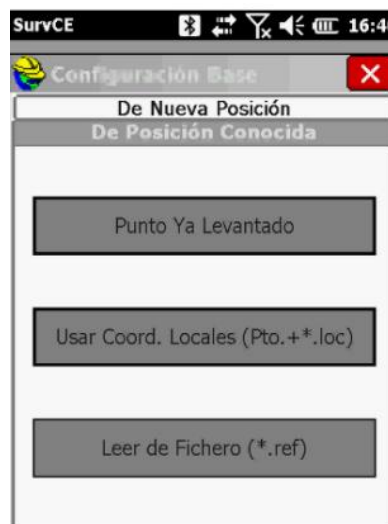 SurvCE 16:4
Configuración Base
De Nueva Posición
De Posición Conocida
Punto Ya Levantado
Usar Coord. Locales (Pto.+*.loc)
Leer de Fichero (*.ref)